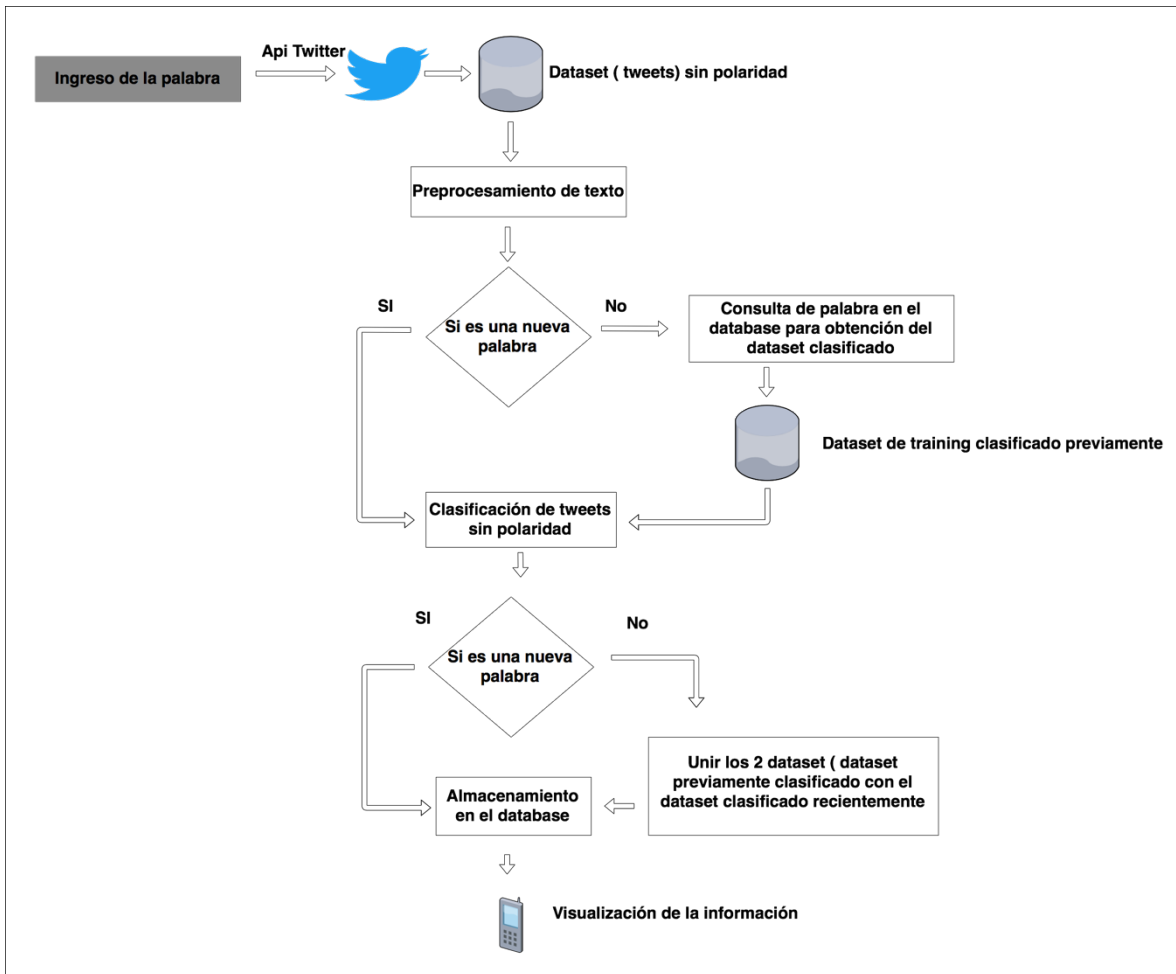 Api Twitter
Ingreso de la palabra
Dataset ( tweets) sin polaridad
Preprocesamiento de texto
SI
No
Si es una nueva
palabra
Consulta de palabra en el
database para obtención del
dataset clasificado
Dataset de training clasificado previamente
Clasificación de tweets
sin polaridad
SI
No
Si es una nueva
palabra
Unir los 2 dataset ( dataset
previamente clasificado con el
dataset clasificado recientemente
Almacenamiento
en el database
Visualización de la información